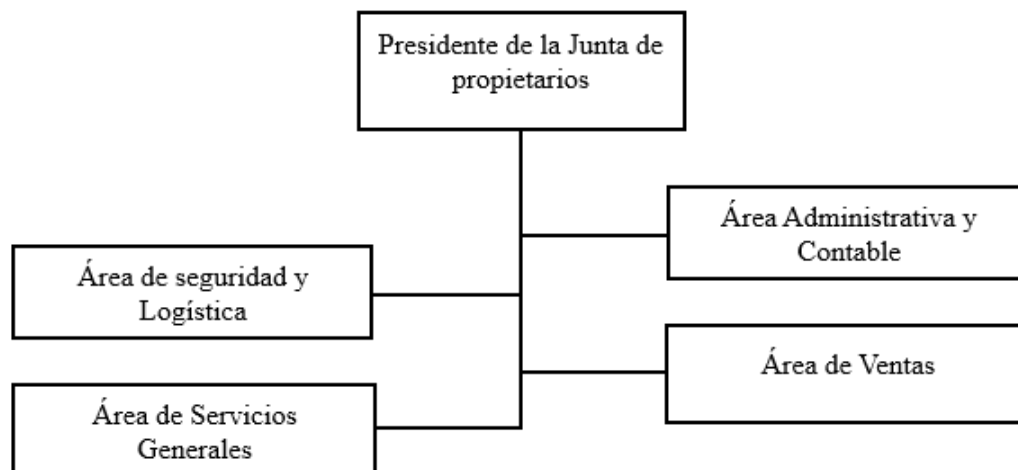 Presidente de la Junta de
propietarios
Área Administrativa y
Contable
Área de seguridad y
Logística
Área de Ventas
Área de Servicios
Generales